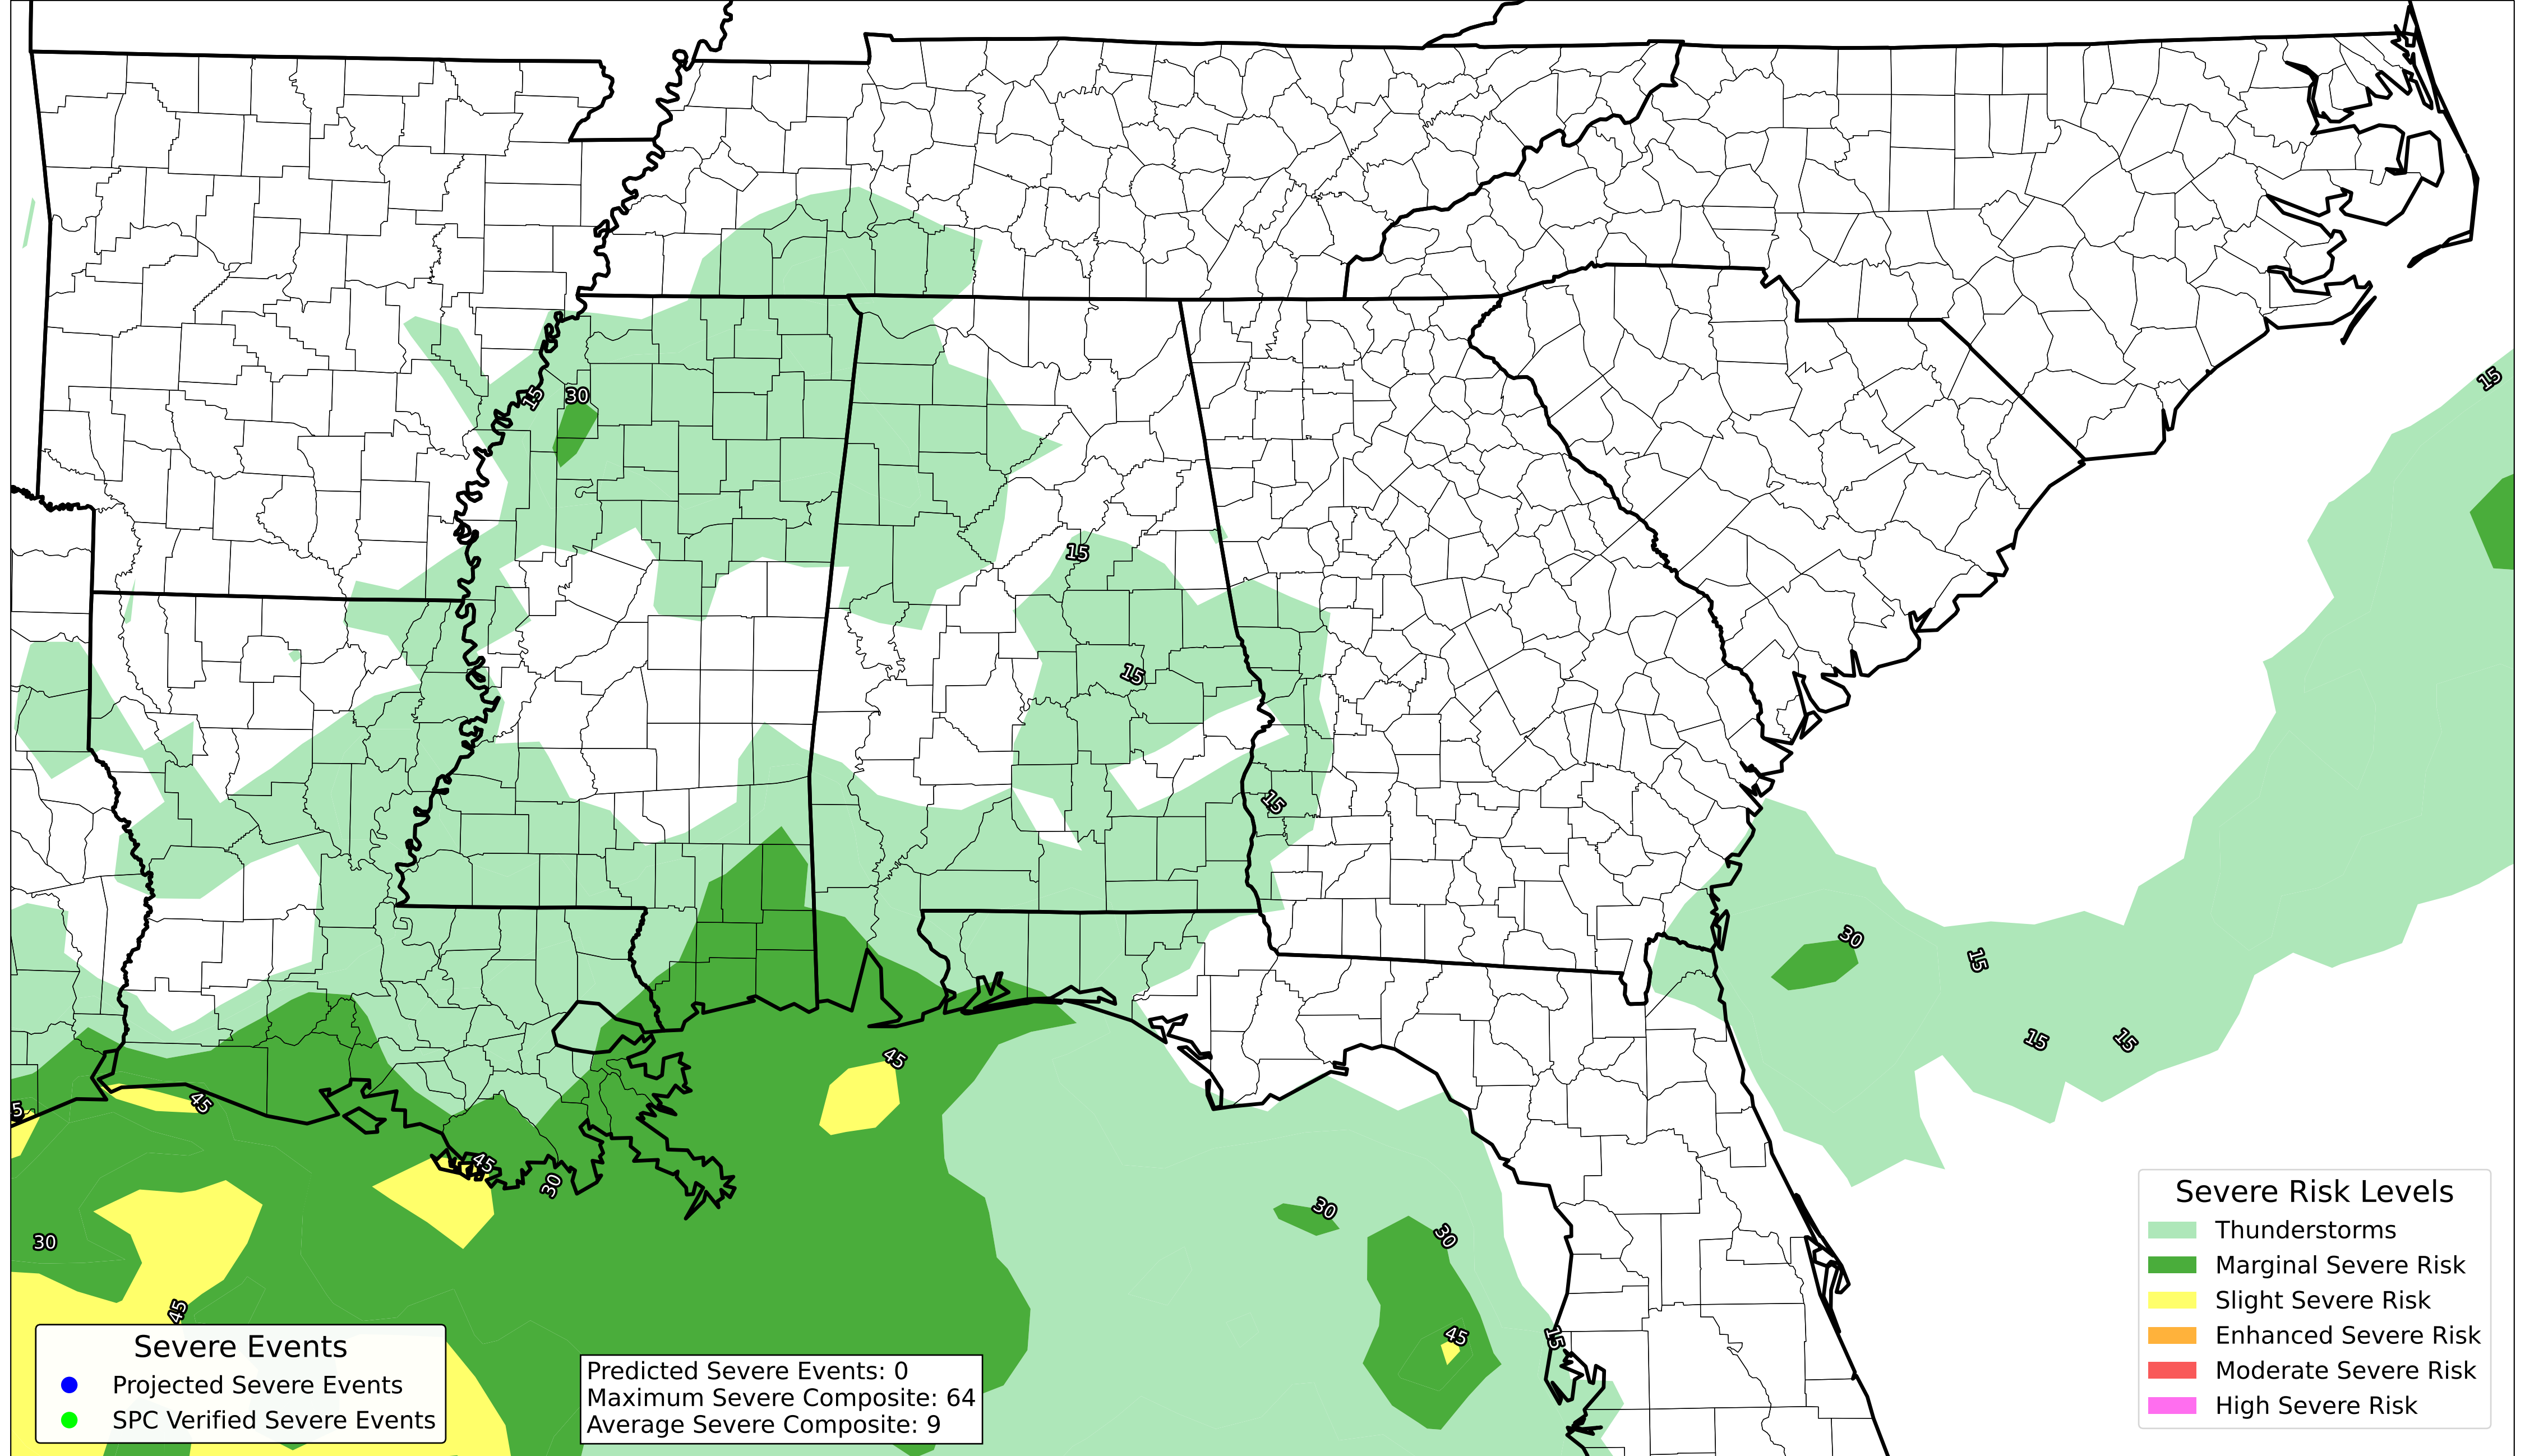 15
30
15
15
15
15
30
15
15
15
45
45
5
45
30
30
30
30
45
45
15
Severe Events
Projected Severe Events
SPC Verified Severe Events
Predicted Severe Events: 0
Maximum Severe Composite: 64
Average Severe Composite: 9
Severe Risk Levels
Thunderstorms
Marginal Severe Risk
Slight Severe Risk
Enhanced Severe Risk
Moderate Severe Risk
High Severe Risk